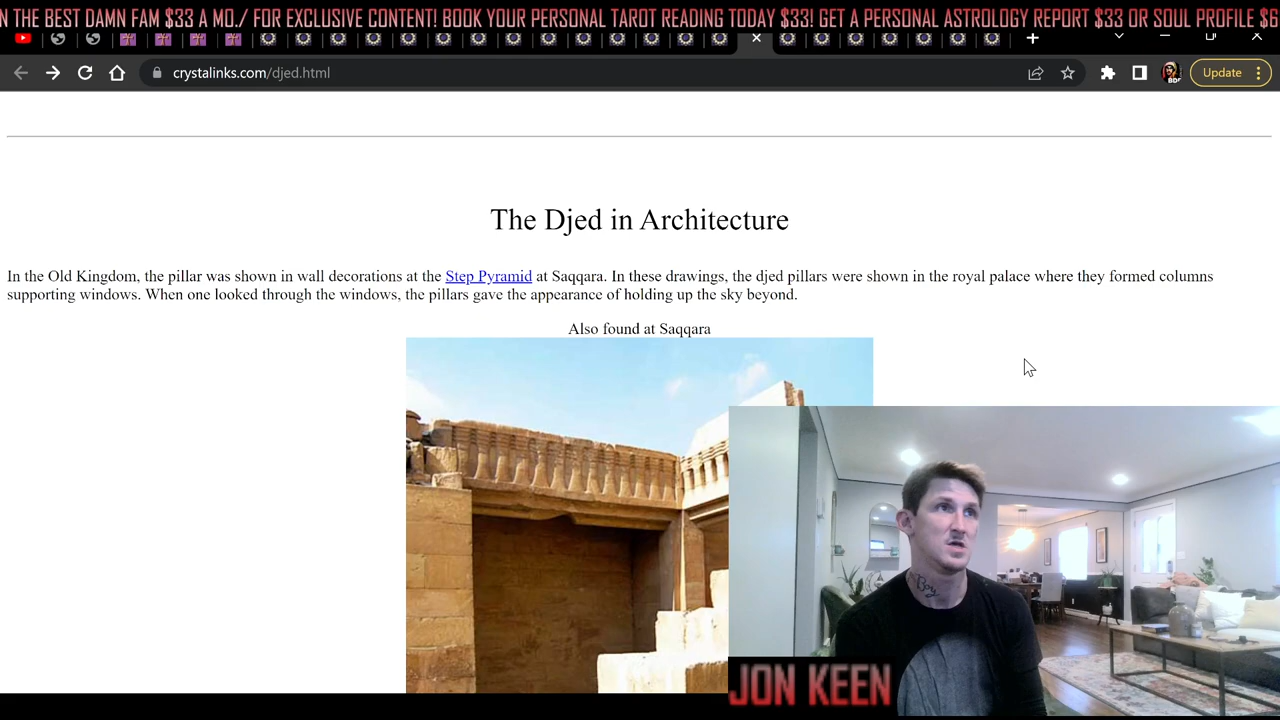 N THE BEST DAMN FAM $33 A MO./ FOR EXCLUSIVE CONTENT! BOOK YOUR PERSONAL TAROT READING TODAY $33! GET A PERSONAL ASTROLOGY REPORT $33 OR SOUL PROFILE $6
crystalinks.com/djed.html
Update
The Djed in Architecture
In the Old Kingdom, the pillar was shown in wall decorations at the Step Pyramid at Saqqara. In these drawings, the djed pillars were shown in the royal palace where they formed columns
supporting windows. When one looked through the windows, the pillars gave the appearance of holding up the sky beyond.
Also found at Saqqara
Boy
JON KEEN